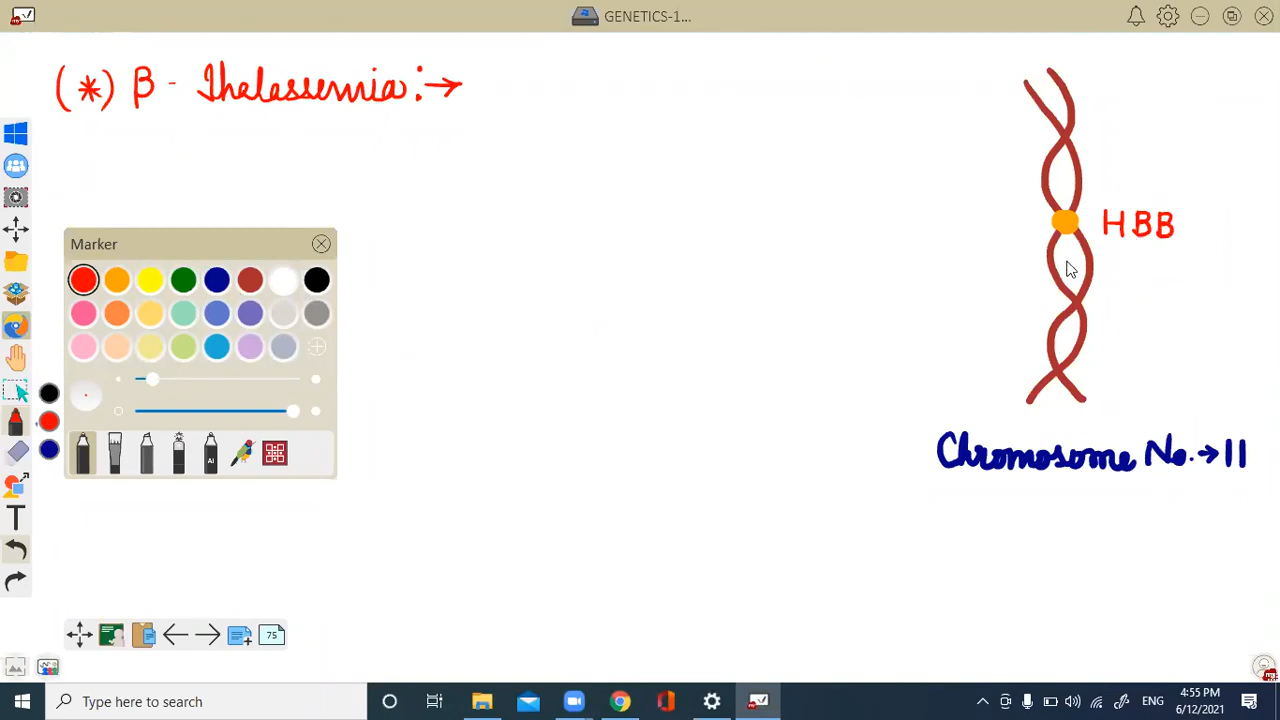 GENETICS-1...
(*) β - Thalassemia :→
HBB
Marker
AI
Chromosome No. → 11
T
75
Type here to search
ENG
4:55 PM
6/12/2021